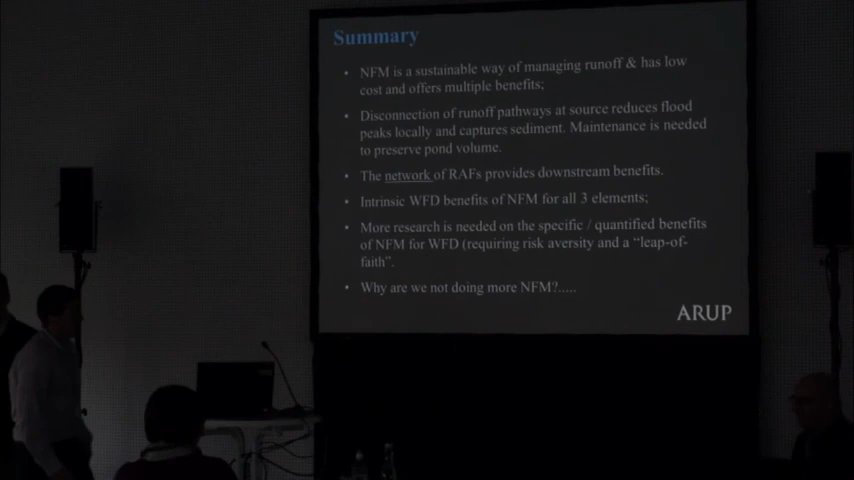 Summary
• NFM is a sustainable way of managing runoff & has low
cost and offers multiple benefits;
• Disconnection of runoff pathways at source reduces flood
peaks locally and captures sediment. Maintenance is needed
to preserve pond volume.
• The network of RAFs provides downstream benefits.
• Intrinsic WFD benefits of NFM for all 3 elements;
• More research is needed on the specific / quantified benefits
of NFM for WFD (requiring risk aversity and a “leap-of-
faith”.
• Why are we not doing more NFM?.....
ARUP